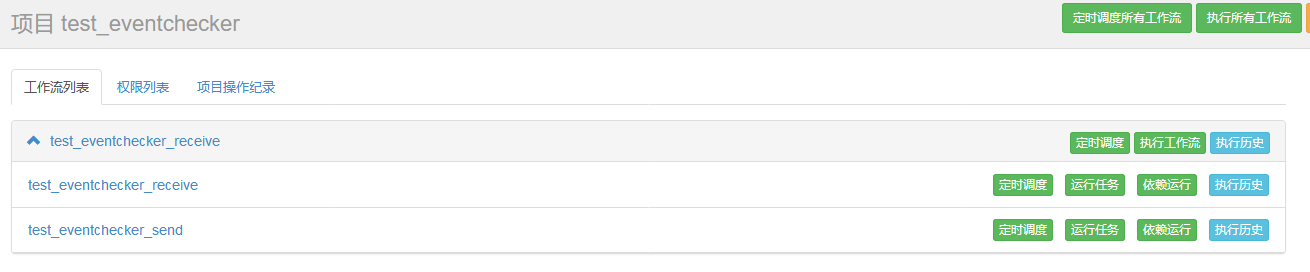 项目 test_eventchecker 定时调度所有工作流 执行所有工作流
工作流列表 权限列表 项目操作纪录
test_eventchecker_receive 定时调度 执行工作流 执行历史
test_eventchecker_receive 定时调度 运行任务 依赖运行 执行历史
test_eventchecker_send 定时调度 运行任务 依赖运行 执行历史